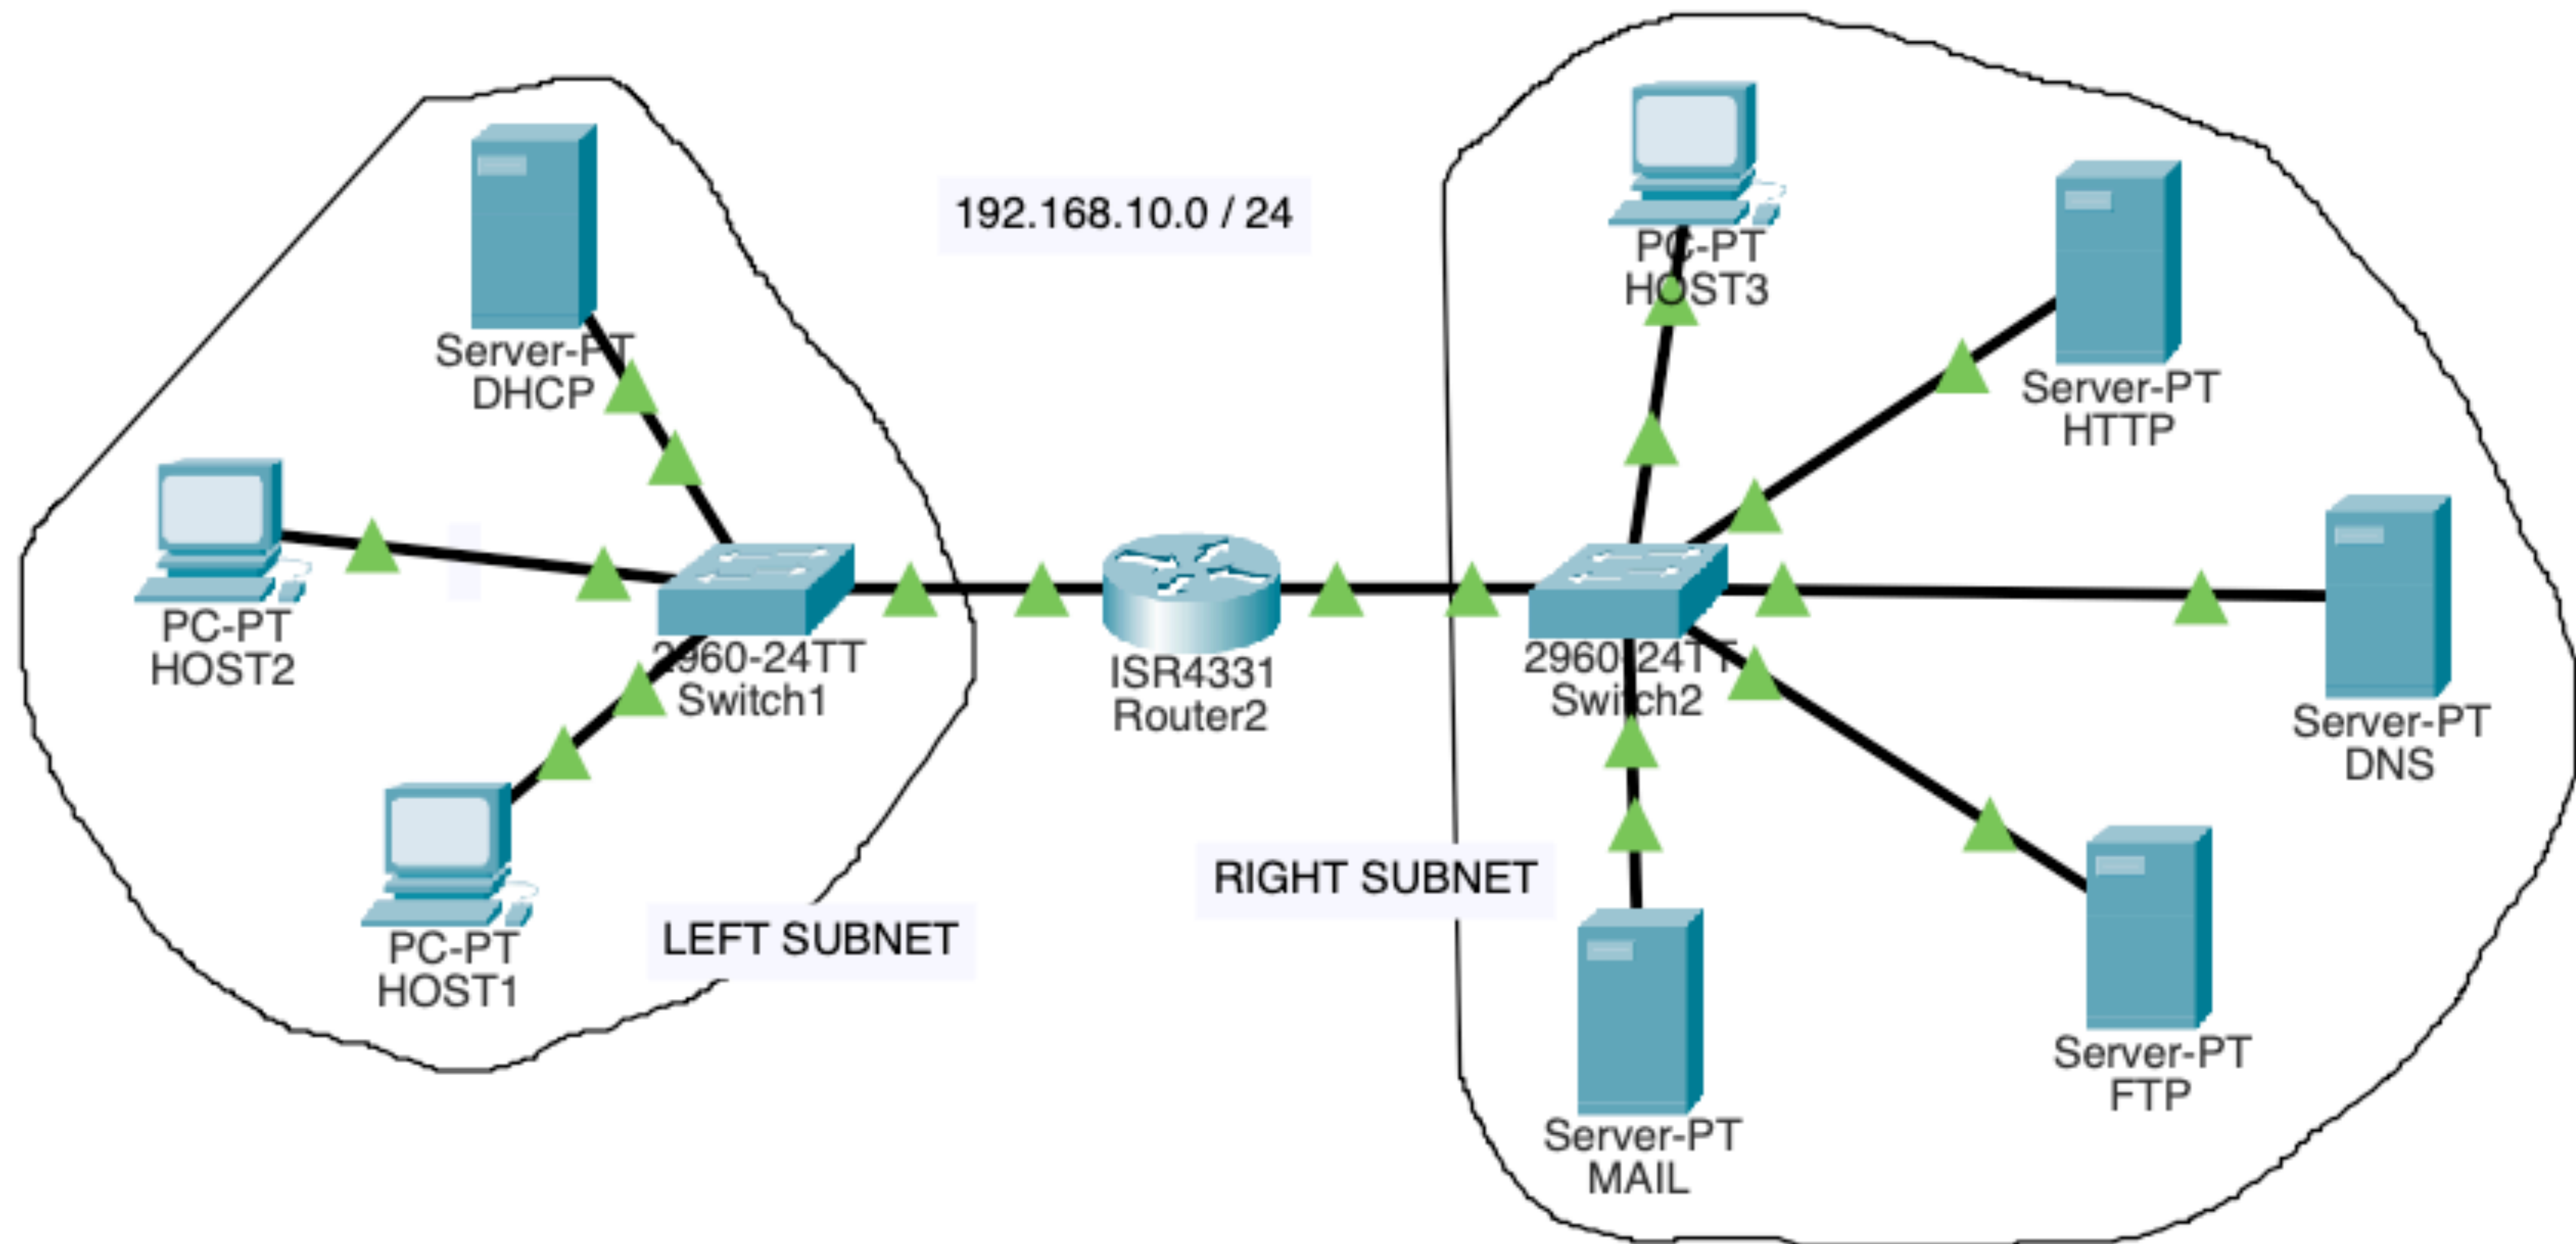 192.168.10.0 / 24
PC-PT
HOST3
Server-PT
DHCP
Server-PT
HTTP
PC-PT
HOST2
2960-24TT
Switch1
ISR4331
Router2
2960-24TT
Switch2
Server-PT
DNS
RIGHT SUBNET
LEFT SUBNET
PC-PT
HOST1
Server-PT
FTP
Server-PT
MAIL